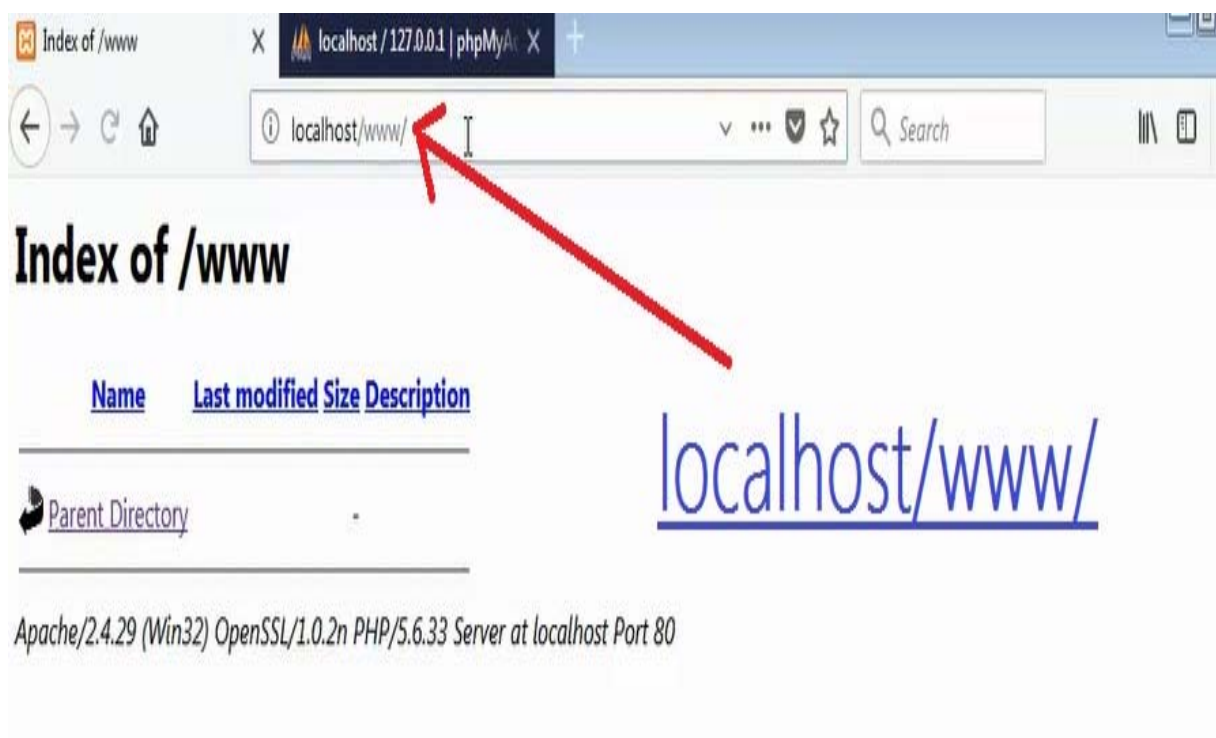 Index of /www
localhost / 127.0.0.1 | phpMyA
localhost/www/
Search
Index of /www
Name Last modified Size Description
Parent Directory -
localhost/www/
Apache/2.4.29 (Win32) OpenSSL/1.0.2n PHP/5.6.33 Server at localhost Port 80